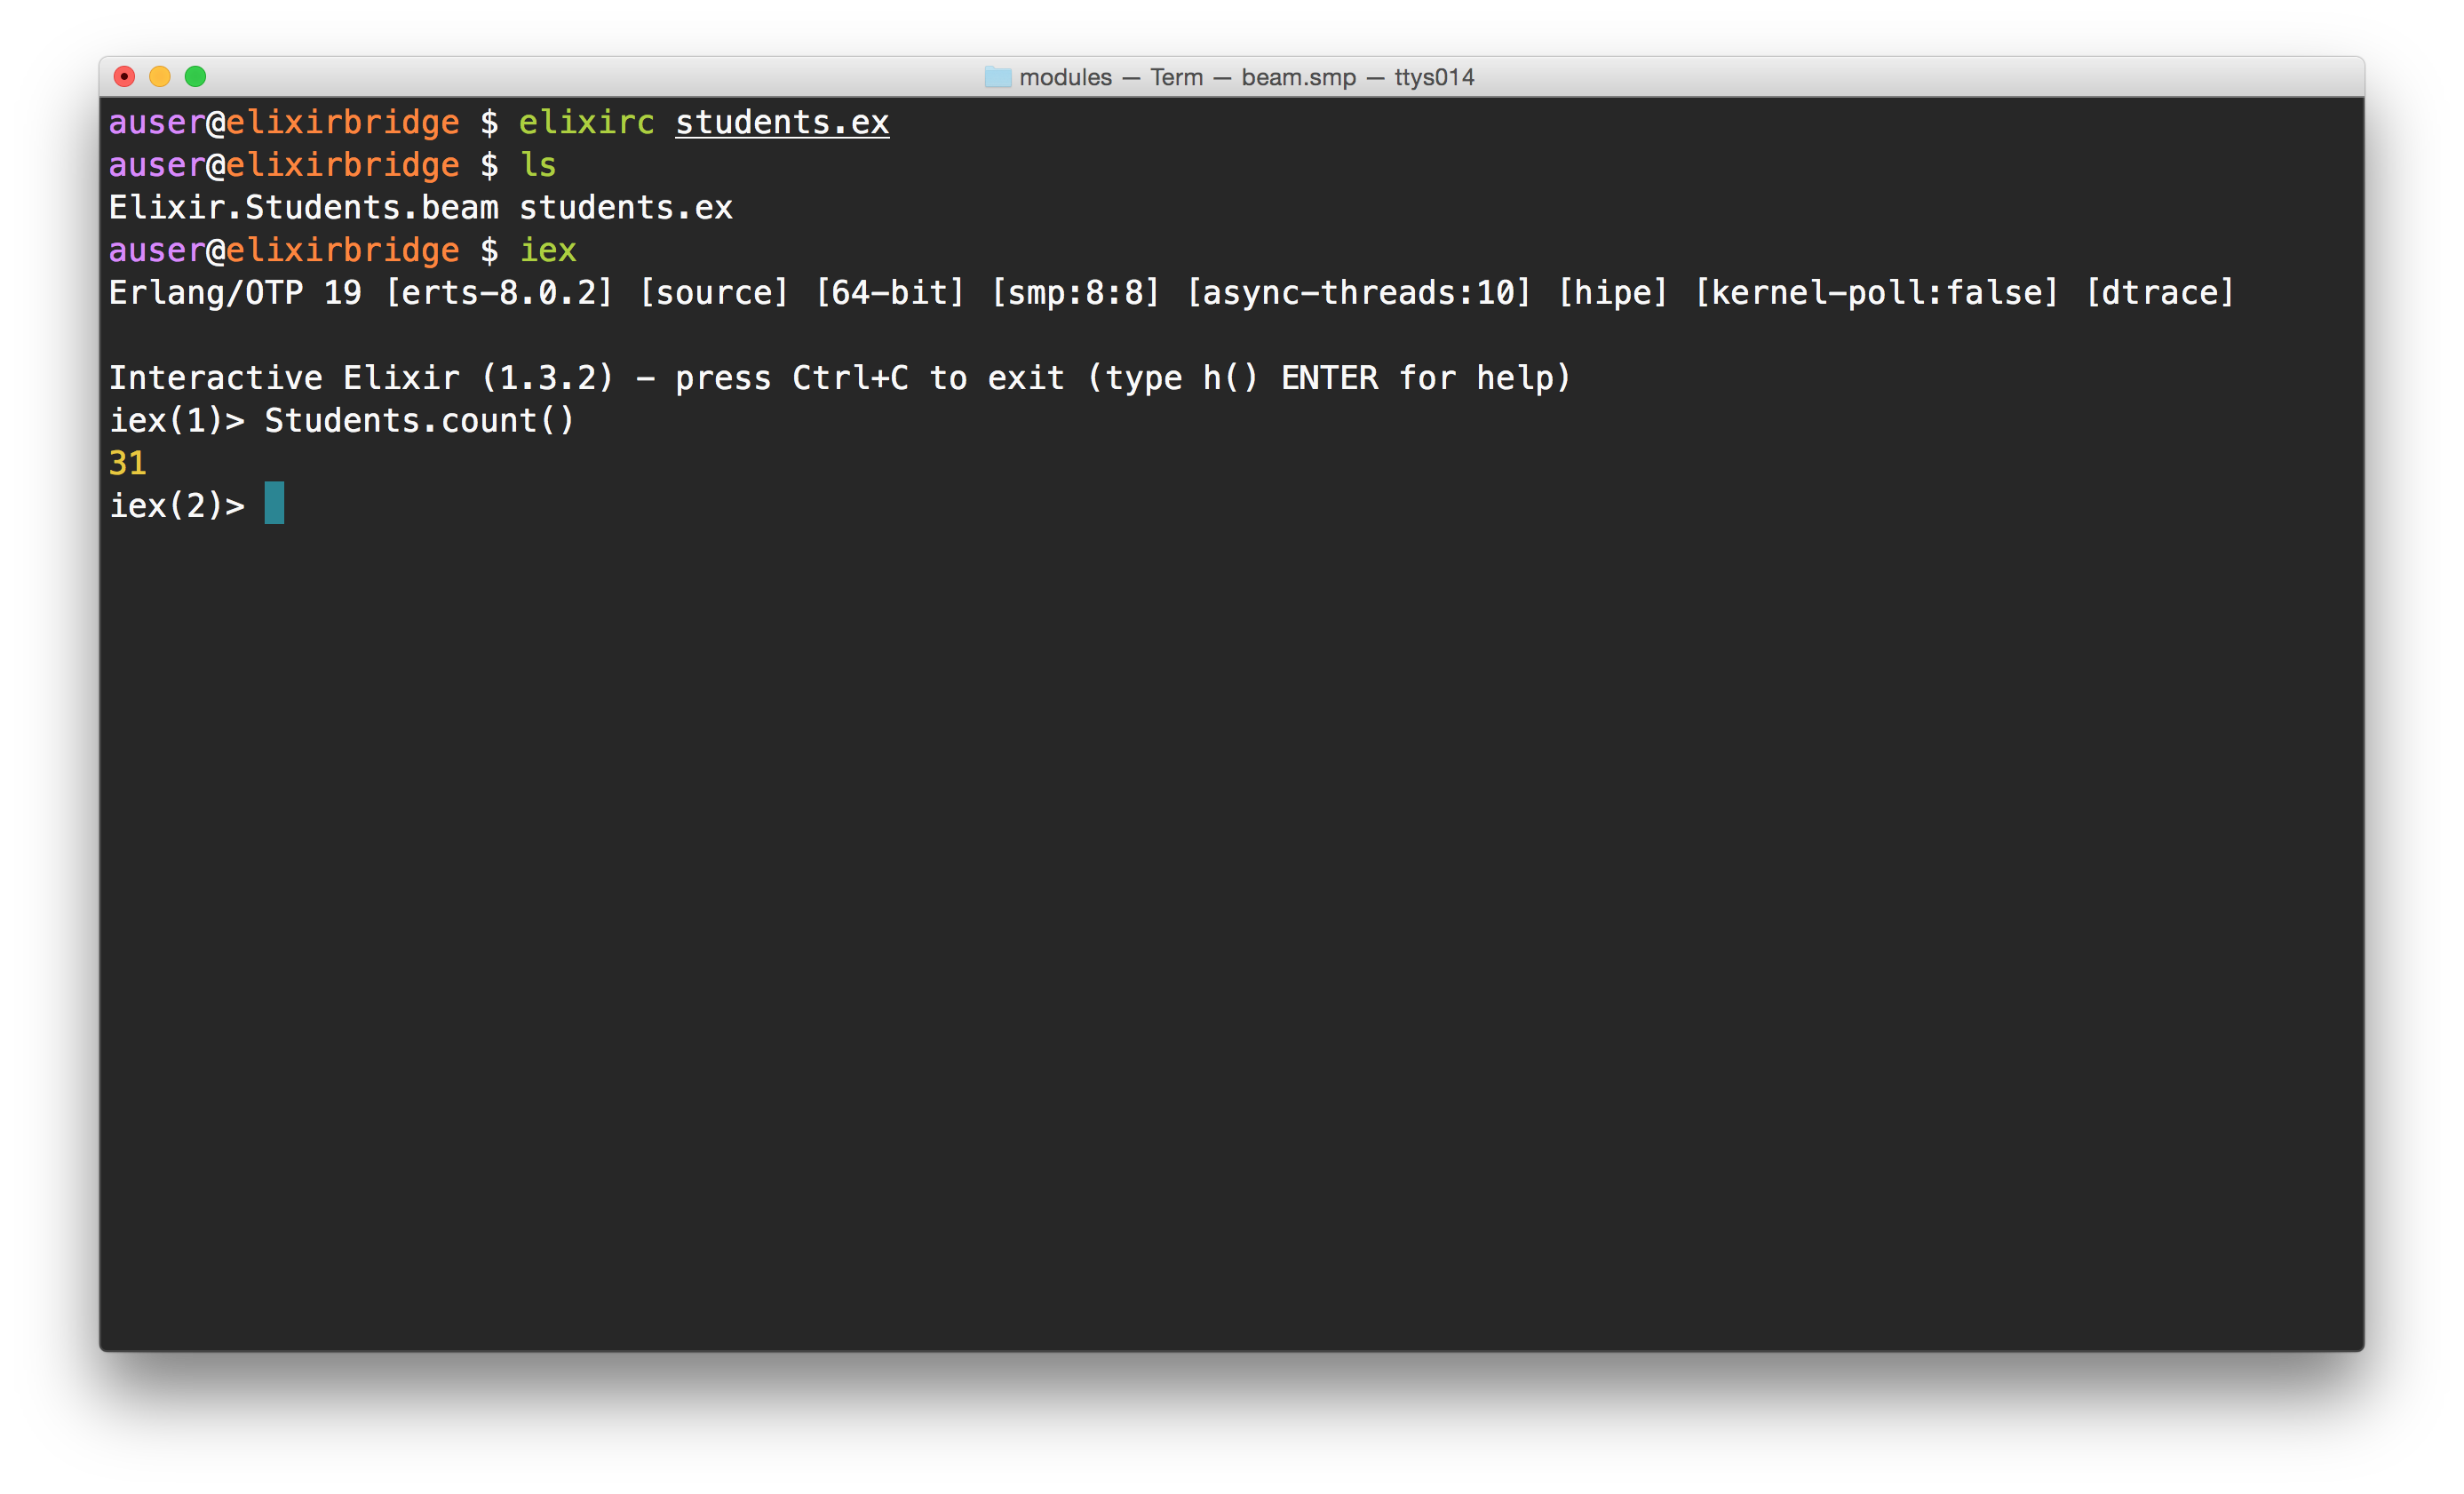 modules — Term — beam.smp — ttys014
auser@elixirbridge $ elixirc students.ex
auser@elixirbridge $ ls
Elixir.Students.beam students.ex
auser@elixirbridge $ iex
Erlang/OTP 19 [erts-8.0.2] [source] [64-bit] [smp:8:8] [async-threads:10] [hipe] [kernel-poll:false] [dtrace]
Interactive Elixir (1.3.2) - press Ctrl+C to exit (type h() ENTER for help)
iex(1)> Students.count()
31
iex(2)>